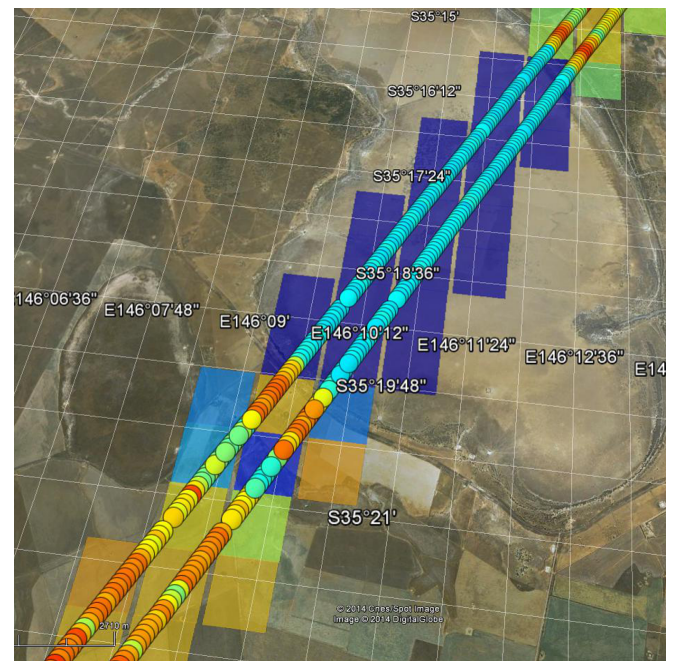 S35°15'
S35°16'12"
S35°17'24"
S35°18'36"
146°06'36"
E146°07'48"
E146°09'
E146°10'12"
E146°11'24"
E146°12'36"
E14
S35°19'48"
S35°21'
© 2014 Cnes/Spot Image
Image © 2014 DigitalGlobe
2710 m